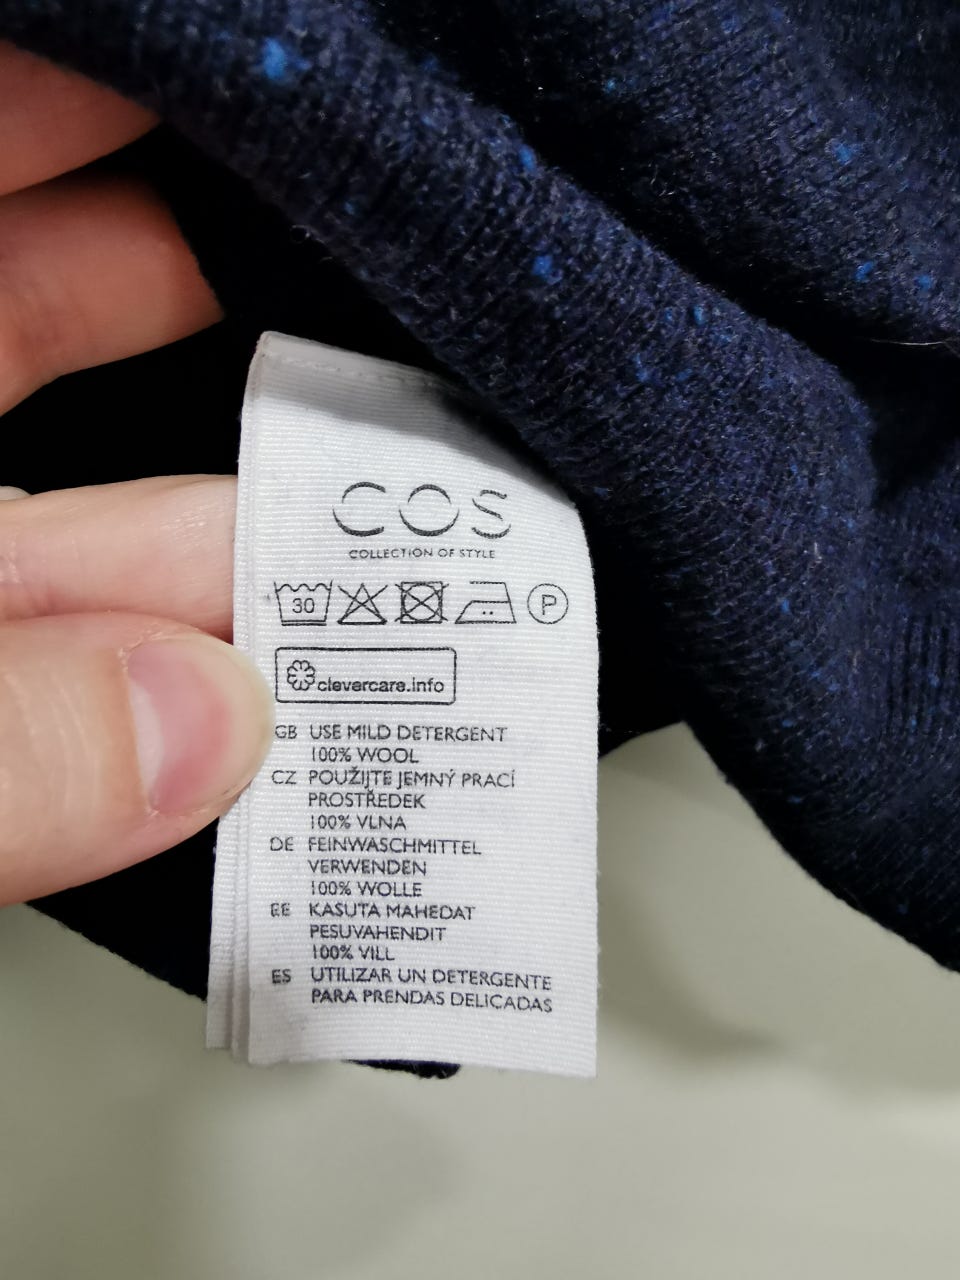 COS
COLLECTION OF STYLE
30
P
clevercare.info
GB USE MILD DETERGENT
100% WOOL
CZ POUŽIJTE JEMNÝ PRACÍ
PROSTŘEDEK
100% VLNA
DE FEINWASCHMITTEL
VERWENDEN
100% WOLLE
EE KASUTA MAHEDAT
PESUVAHENDIT
100% VILL
ES UTILIZAR UN DETERGENTE
PARA PRENDAS DELICADAS